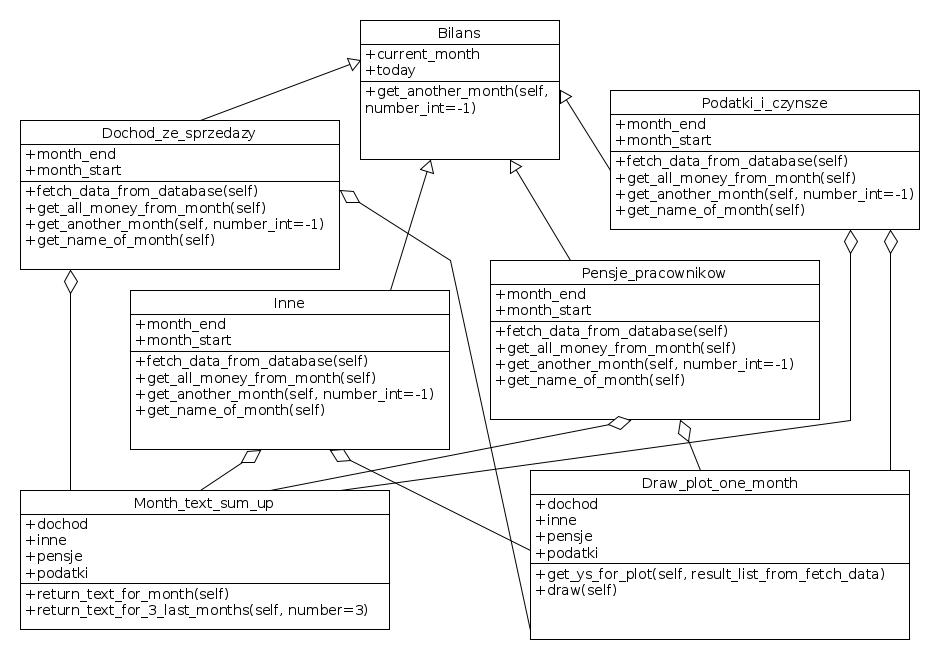 Bilans
+current_month
+today
+get_another_month(self,
number_int=-1)
Podatki_i_czynsze
+month_end
+month_start
+fetch_data_from_database(self)
+get_all_money_from_month(self)
+get_another_month(self, number_int=-1)
+get_name_of_month(self)
Dochod_ze_sprzedazy
+month_end
+month_start
+fetch_data_from_database(self)
+get_all_money_from_month(self)
+get_another_month(self, number_int=-1)
+get_name_of_month(self)
Pensje_pracownikow
+month_end
+month_start
+fetch_data_from_database(self)
+get_all_money_from_month(self)
+get_another_month(self, number_int=-1)
+get_name_of_month(self)
Inne
+month_end
+month_start
+fetch_data_from_database(self)
+get_all_money_from_month(self)
+get_another_month(self, number_int=-1)
+get_name_of_month(self)
Month_text_sum_up
+dochod
+inne
+pensje
+podatki
+return_text_for_month(self)
+return_text_for_3_last_months(self, number=3)
Draw_plot_one_month
+dochod
+inne
+pensje
+podatki
+get_ys_for_plot(self, result_list_from_fetch_data)
+draw(self)